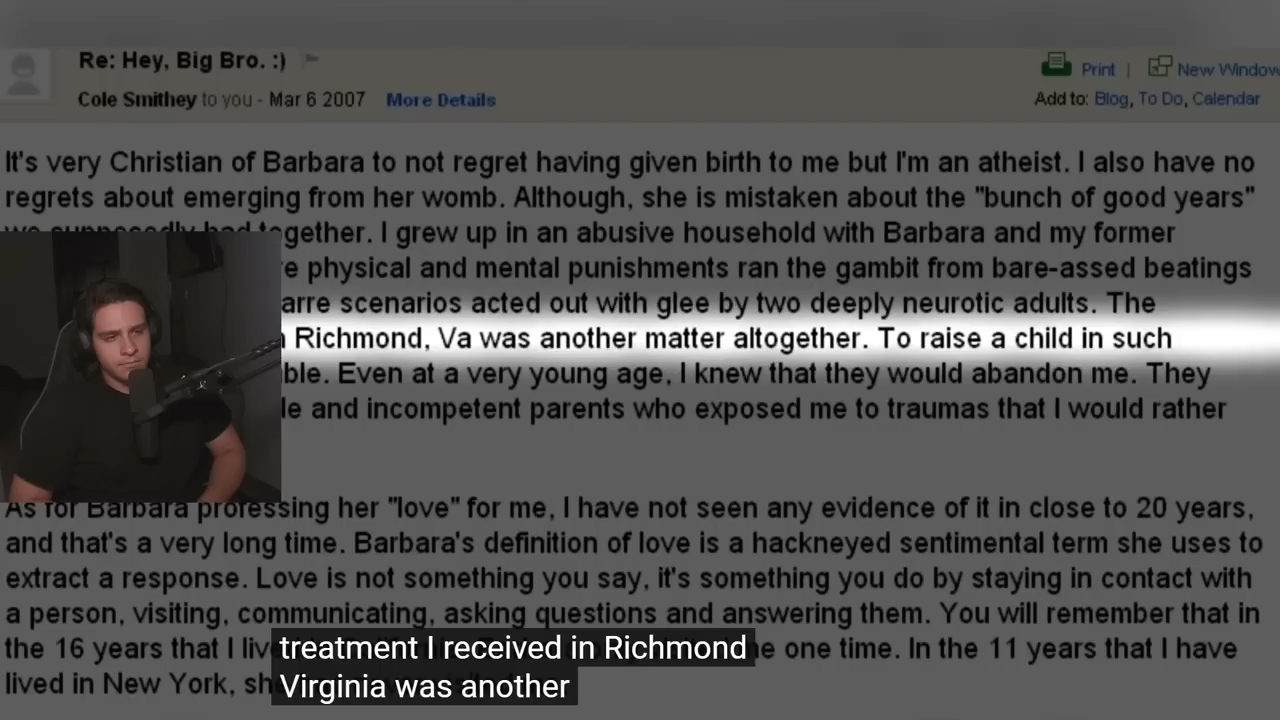 Re: Hey, Big Bro. :)
Print | New Window
Cole Smithey to you - Mar 6 2007 More Details
Add to: Blog, To Do, Calendar
It's very Christian of Barbara to not regret having given birth to me but I'm an atheist. I also have no
regrets about emerging from her womb. Although, she is mistaken about the "bunch of good years"
we supposedly had together. I grew up in an abusive household with Barbara and my former
physical and mental punishments ran the gambit from bare-assed beatings
scenarios acted out with glee by two deeply neurotic adults. The
Richmond, Va was another matter altogether. To raise a child in such
Even at a very young age, I knew that they would abandon me. They
and incompetent parents who exposed me to traumas that I would rather
As for Barbara professing her "love" for me, I have not seen any evidence of it in close to 20 years,
and that's a very long time. Barbara's definition of love is a hackneyed sentimental term she uses to
extract a response. Love is not something you say, it's something you do by staying in contact with
a person, visiting, communicating, asking questions and answering them. You will remember that in
the 16 years that I one time. In the 11 years that I have
lived in New York,
treatment I received in Richmond
Virginia was another